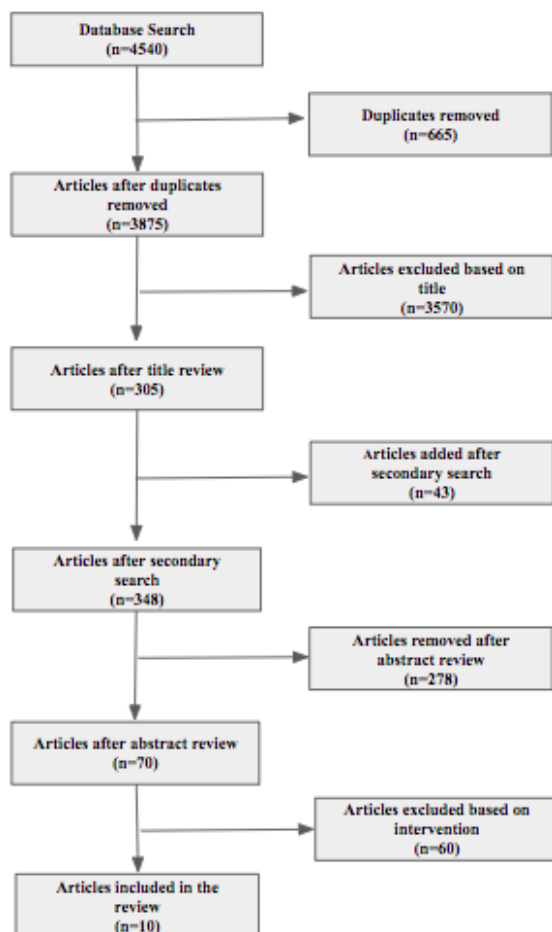 Database Search
(n=4540)
Duplicates removed
(n=665)
Articles after duplicates
removed
(n=3875)
Articles excluded based on
title
(n=3570)
Articles after title review
(n=305)
Articles added after
secondary search
(n=43)
Articles after secondary
search
(n=348)
Articles removed after
abstract review
(n=278)
Articles after abstract review
(n=70)
Articles excluded based on
intervention
(n=60)
Articles included in the
review
(n=10)